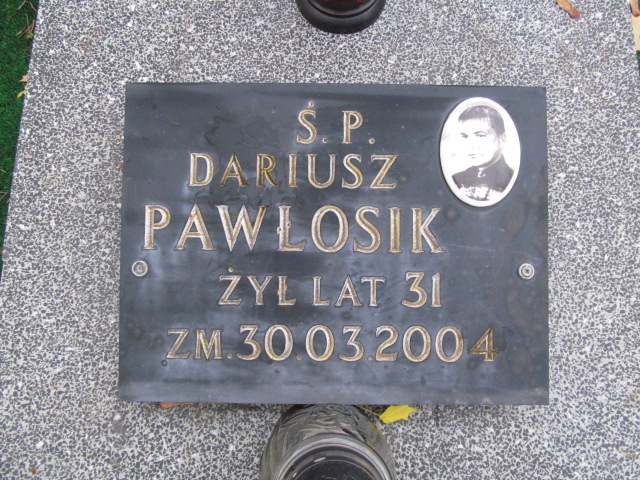 Ś. P.
DARIUSZ
PAWŁOSIK
ŻYŁ LAT 31
ZM. 30.03.2004